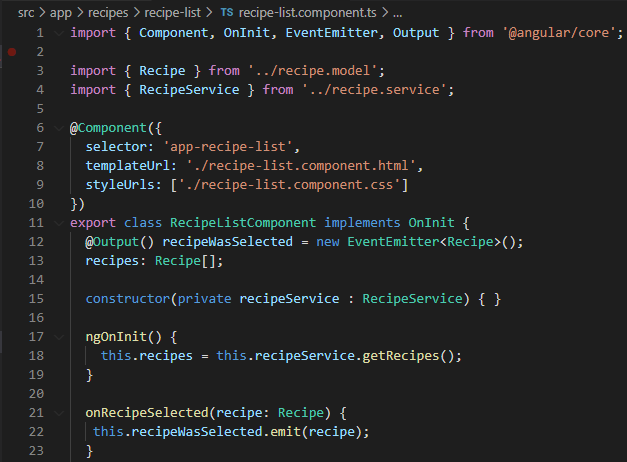 src > app > recipes > recipe-list > TS recipe-list.component.ts > ...
1 import { Component, OnInit, EventEmitter, Output } from '@angular/core';
2
3 import { Recipe } from '../recipe.model';
4 import { RecipeService } from '../recipe.service';
5
6 @Component({
7   selector: 'app-recipe-list',
8   templateUrl: './recipe-list.component.html',
9   styleUrls: ['./recipe-list.component.css']
10 })
11 export class RecipeListComponent implements OnInit {
12   @Output() recipeWasSelected = new EventEmitter<Recipe>();
13   recipes: Recipe[];
14
15   constructor(private recipeService : RecipeService) { }
16
17   ngOnInit() {
18     this.recipes = this.recipeService.getRecipes();
19   }
20
21   onRecipeSelected(recipe: Recipe) {
22    this.recipeWasSelected.emit(recipe);
23   }